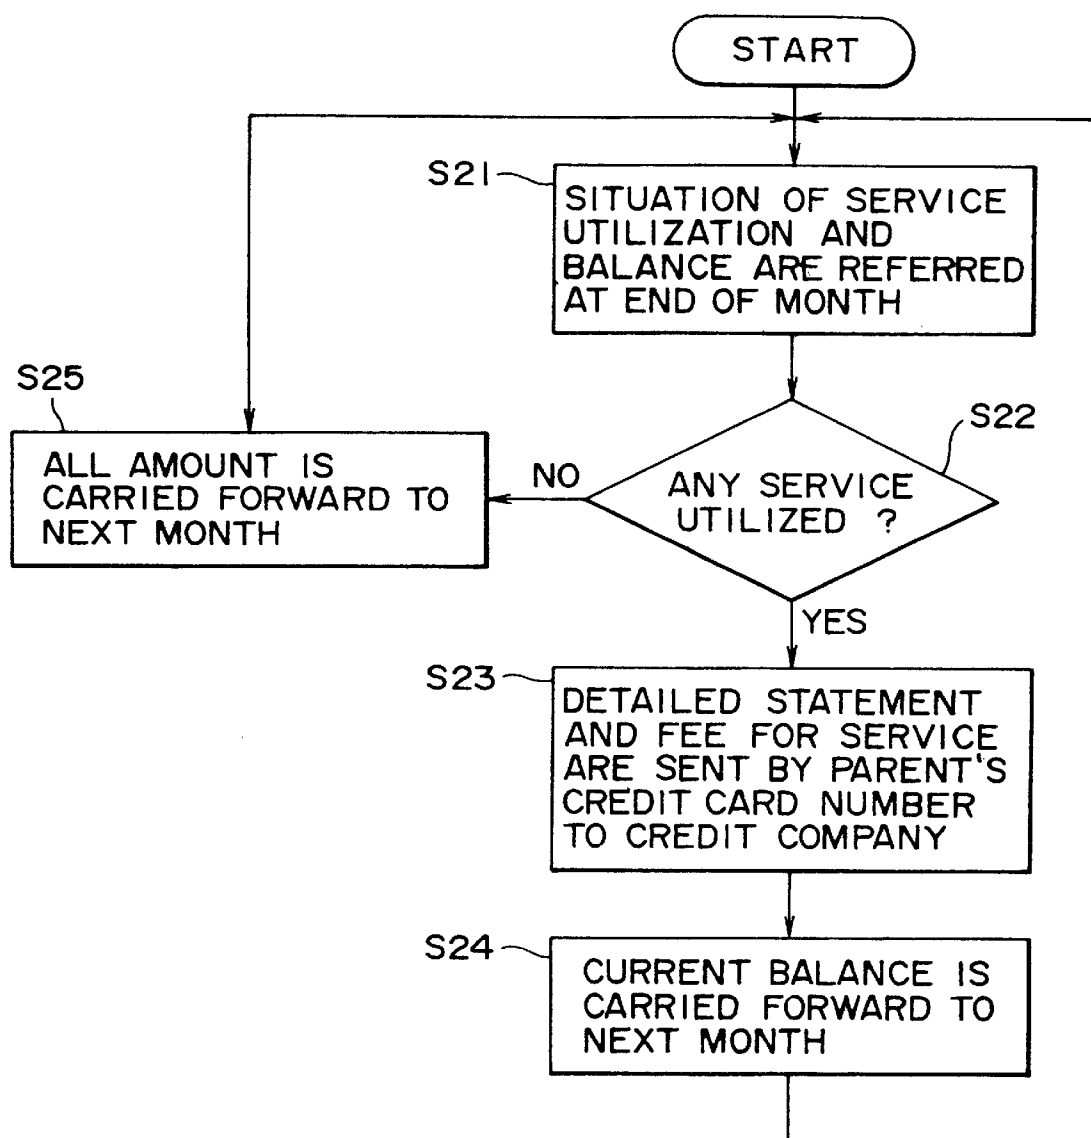 START
S21
SITUATION OF SERVICE
UTILIZATION AND
BALANCE ARE REFERRED
AT END OF MONTH
S25
ALL AMOUNT IS
CARRIED FORWARD TO
NEXT MONTH
NO
S22
ANY SERVICE
UTILIZED ?
YES
S23
DETAILED STATEMENT
AND FEE FOR SERVICE
ARE SENT BY PARENT'S
CREDIT CARD NUMBER
TO CREDIT COMPANY
S24
CURRENT BALANCE IS
CARRIED FORWARD TO
NEXT MONTH